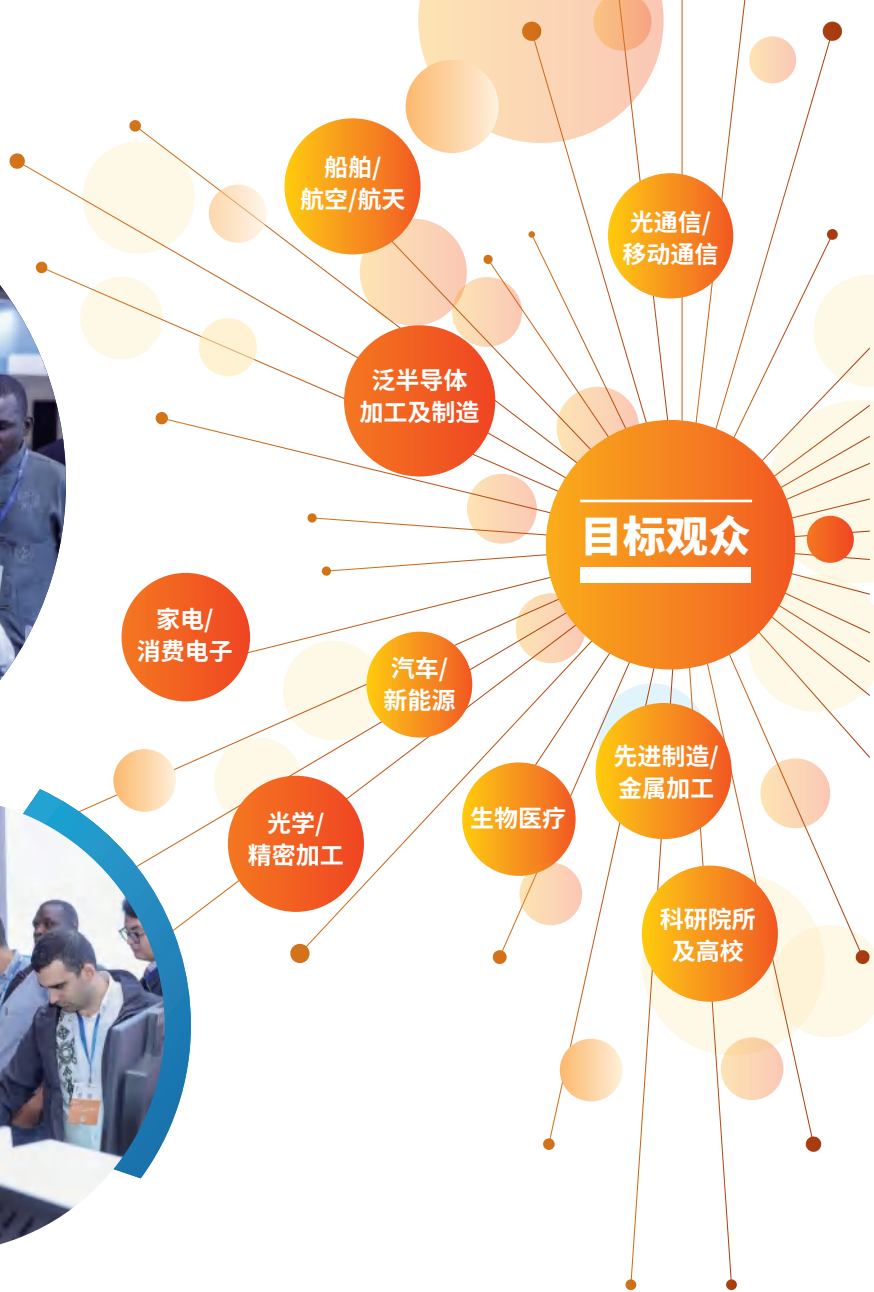 船舶/
航空/航天
光通信/
移动通信
泛半导体
加工及制造
目标观众
家电/
消费电子
汽车/
新能源
先进制造/
金属加工
生物医疗
光学/
精密加工
科研院所
及高校